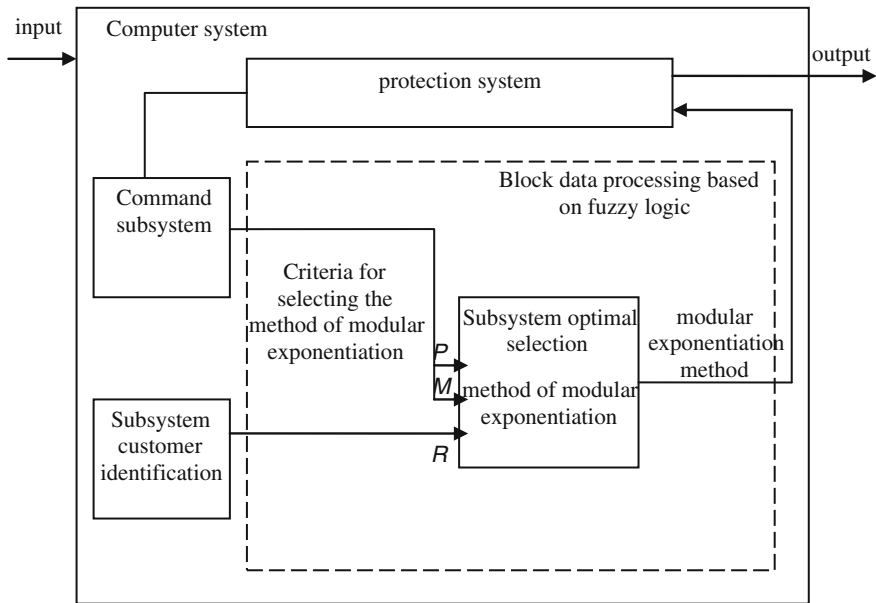 input
Computer system
output
protection system
Command
subsystem
Block data processing based
on fuzzy logic
Criteria for
selecting the
method of modular
exponentiation
P
M
R
Subsystem optimal
selection
method of modular
exponentiation
modular
exponentiation
method
Subsystem
customer
identification